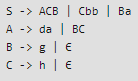 S -> ACB | Cbb | Ba
A -> da | BC
B -> g | Є
C -> h | Є